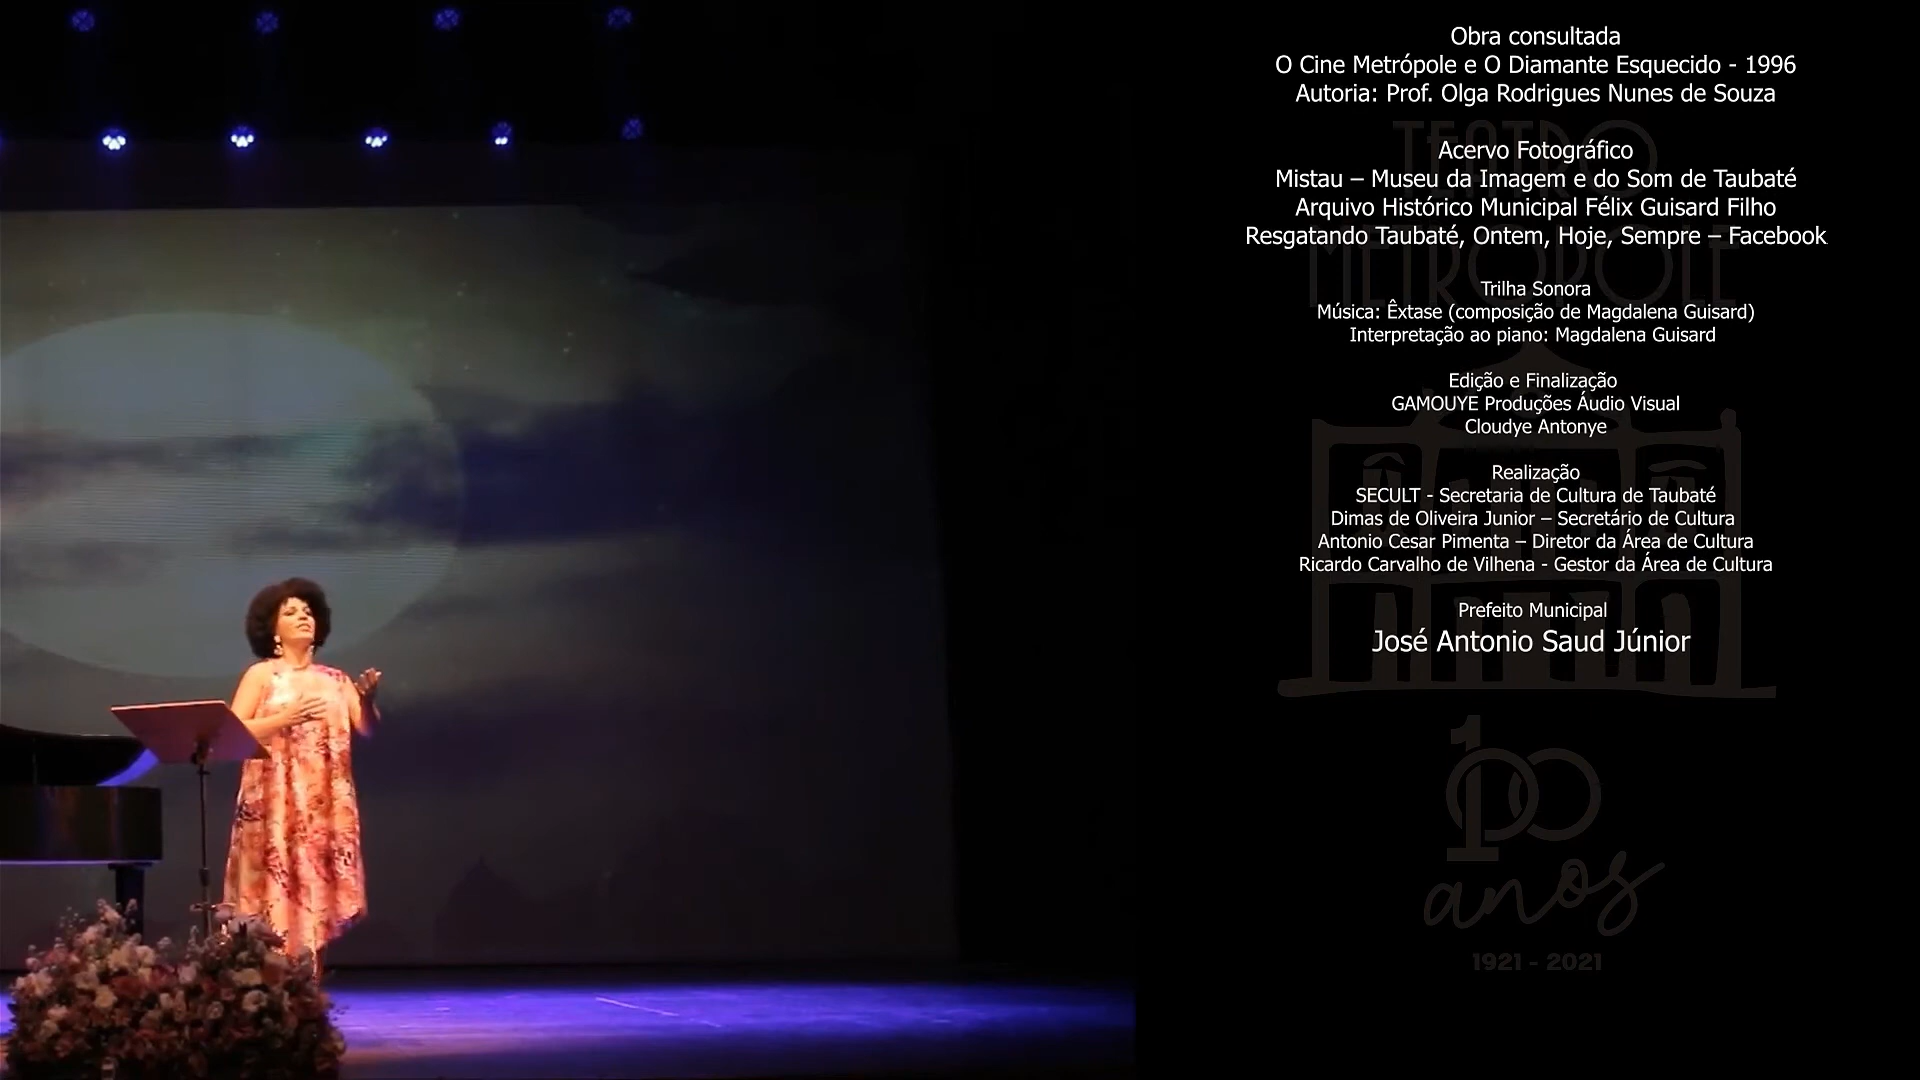 Obra consultada
O Cine Metrópole e O Diamante Esquecido - 1996
Autoria: Prof. Olga Rodrigues Nunes de Souza
Acervo Fotográfico
Mistau – Museu da Imagem e do Som de Taubaté
Arquivo Histórico Municipal Félix Guisard Filho
Resgatando Taubaté, Ontem, Hoje, Sempre – Facebook
Trilha Sonora
Música: Êxtase (composição de Magdalena Guisard)
Interpretação ao piano: Magdalena Guisard
Edição e Finalização
GAMOUYE Produções Áudio Visual
Cloudye Antonye
Realização
SECULT - Secretaria de Cultura de Taubaté
Dimas de Oliveira Junior – Secretário de Cultura
Antonio Cesar Pimenta – Diretor da Área de Cultura
Ricardo Carvalho de Vilhena - Gestor da Área de Cultura
Prefeito Municipal
José Antonio Saud Júnior
TEATRO
METRÓPOLE
100
anos
1921 - 2021